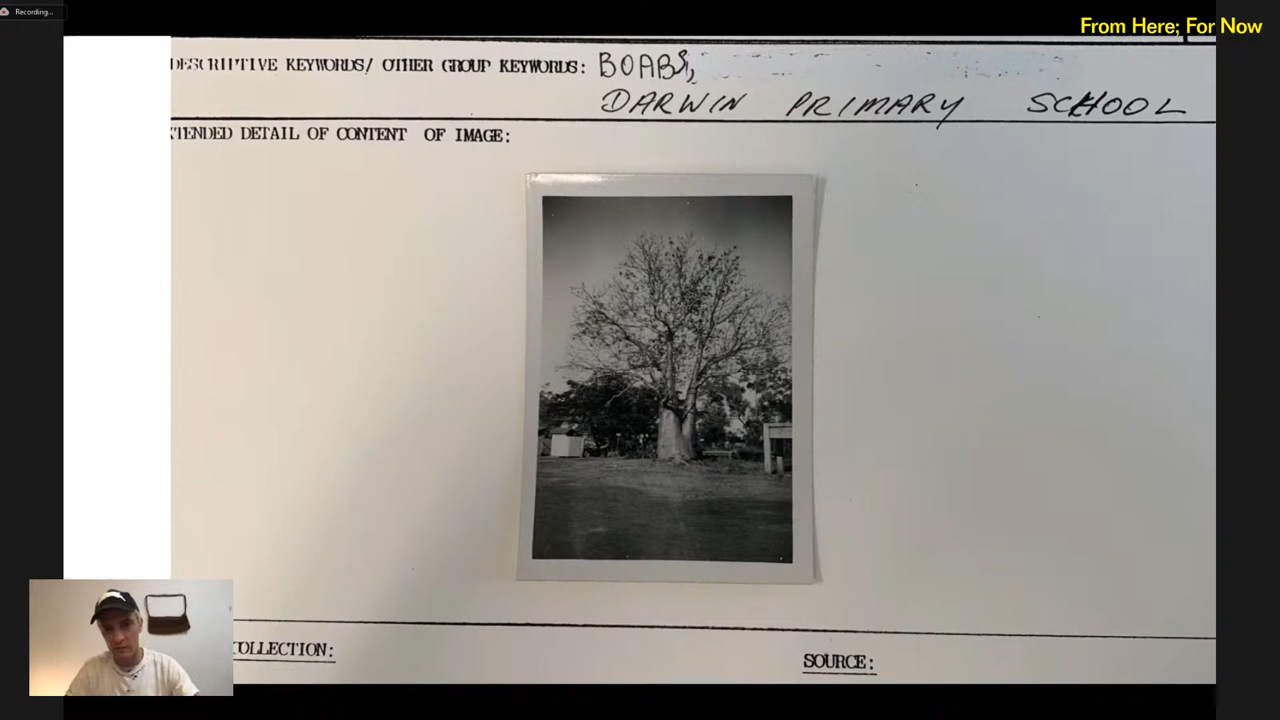 Recording...
From Here; For Now
DESCRIPTIVE KEYWORDS/ OTHER GROUP KEYWORDS: BOABS,
DARWIN PRIMARY SCHOOL
XTENDED DETAIL OF CONTENT OF IMAGE:
COLLECTION:
SOURCE: